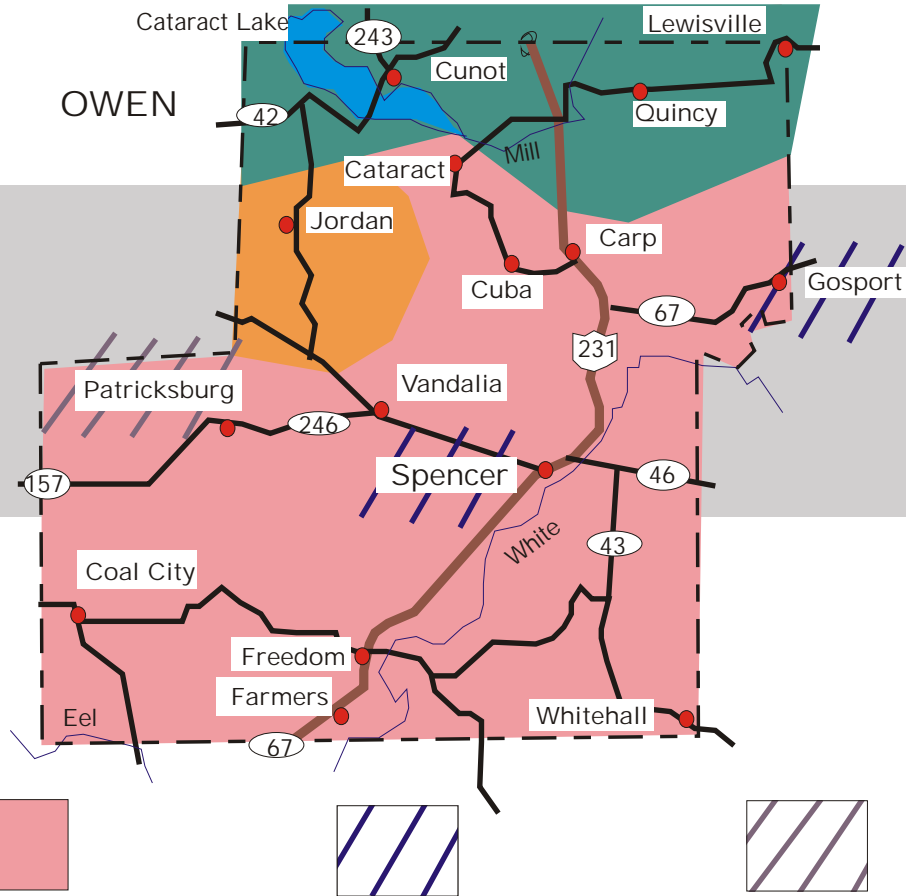 Cataract Lake
243
Lewisville
Cunot
OWEN
42
Quincy
Mill
Cataract
Jordan
Carp
Cuba
Gosport
67
231
Patricksburg
Vandalia
246
Spencer
157
46
White
43
Coal City
Freedom
Farmers
Eel
Whitehall
67